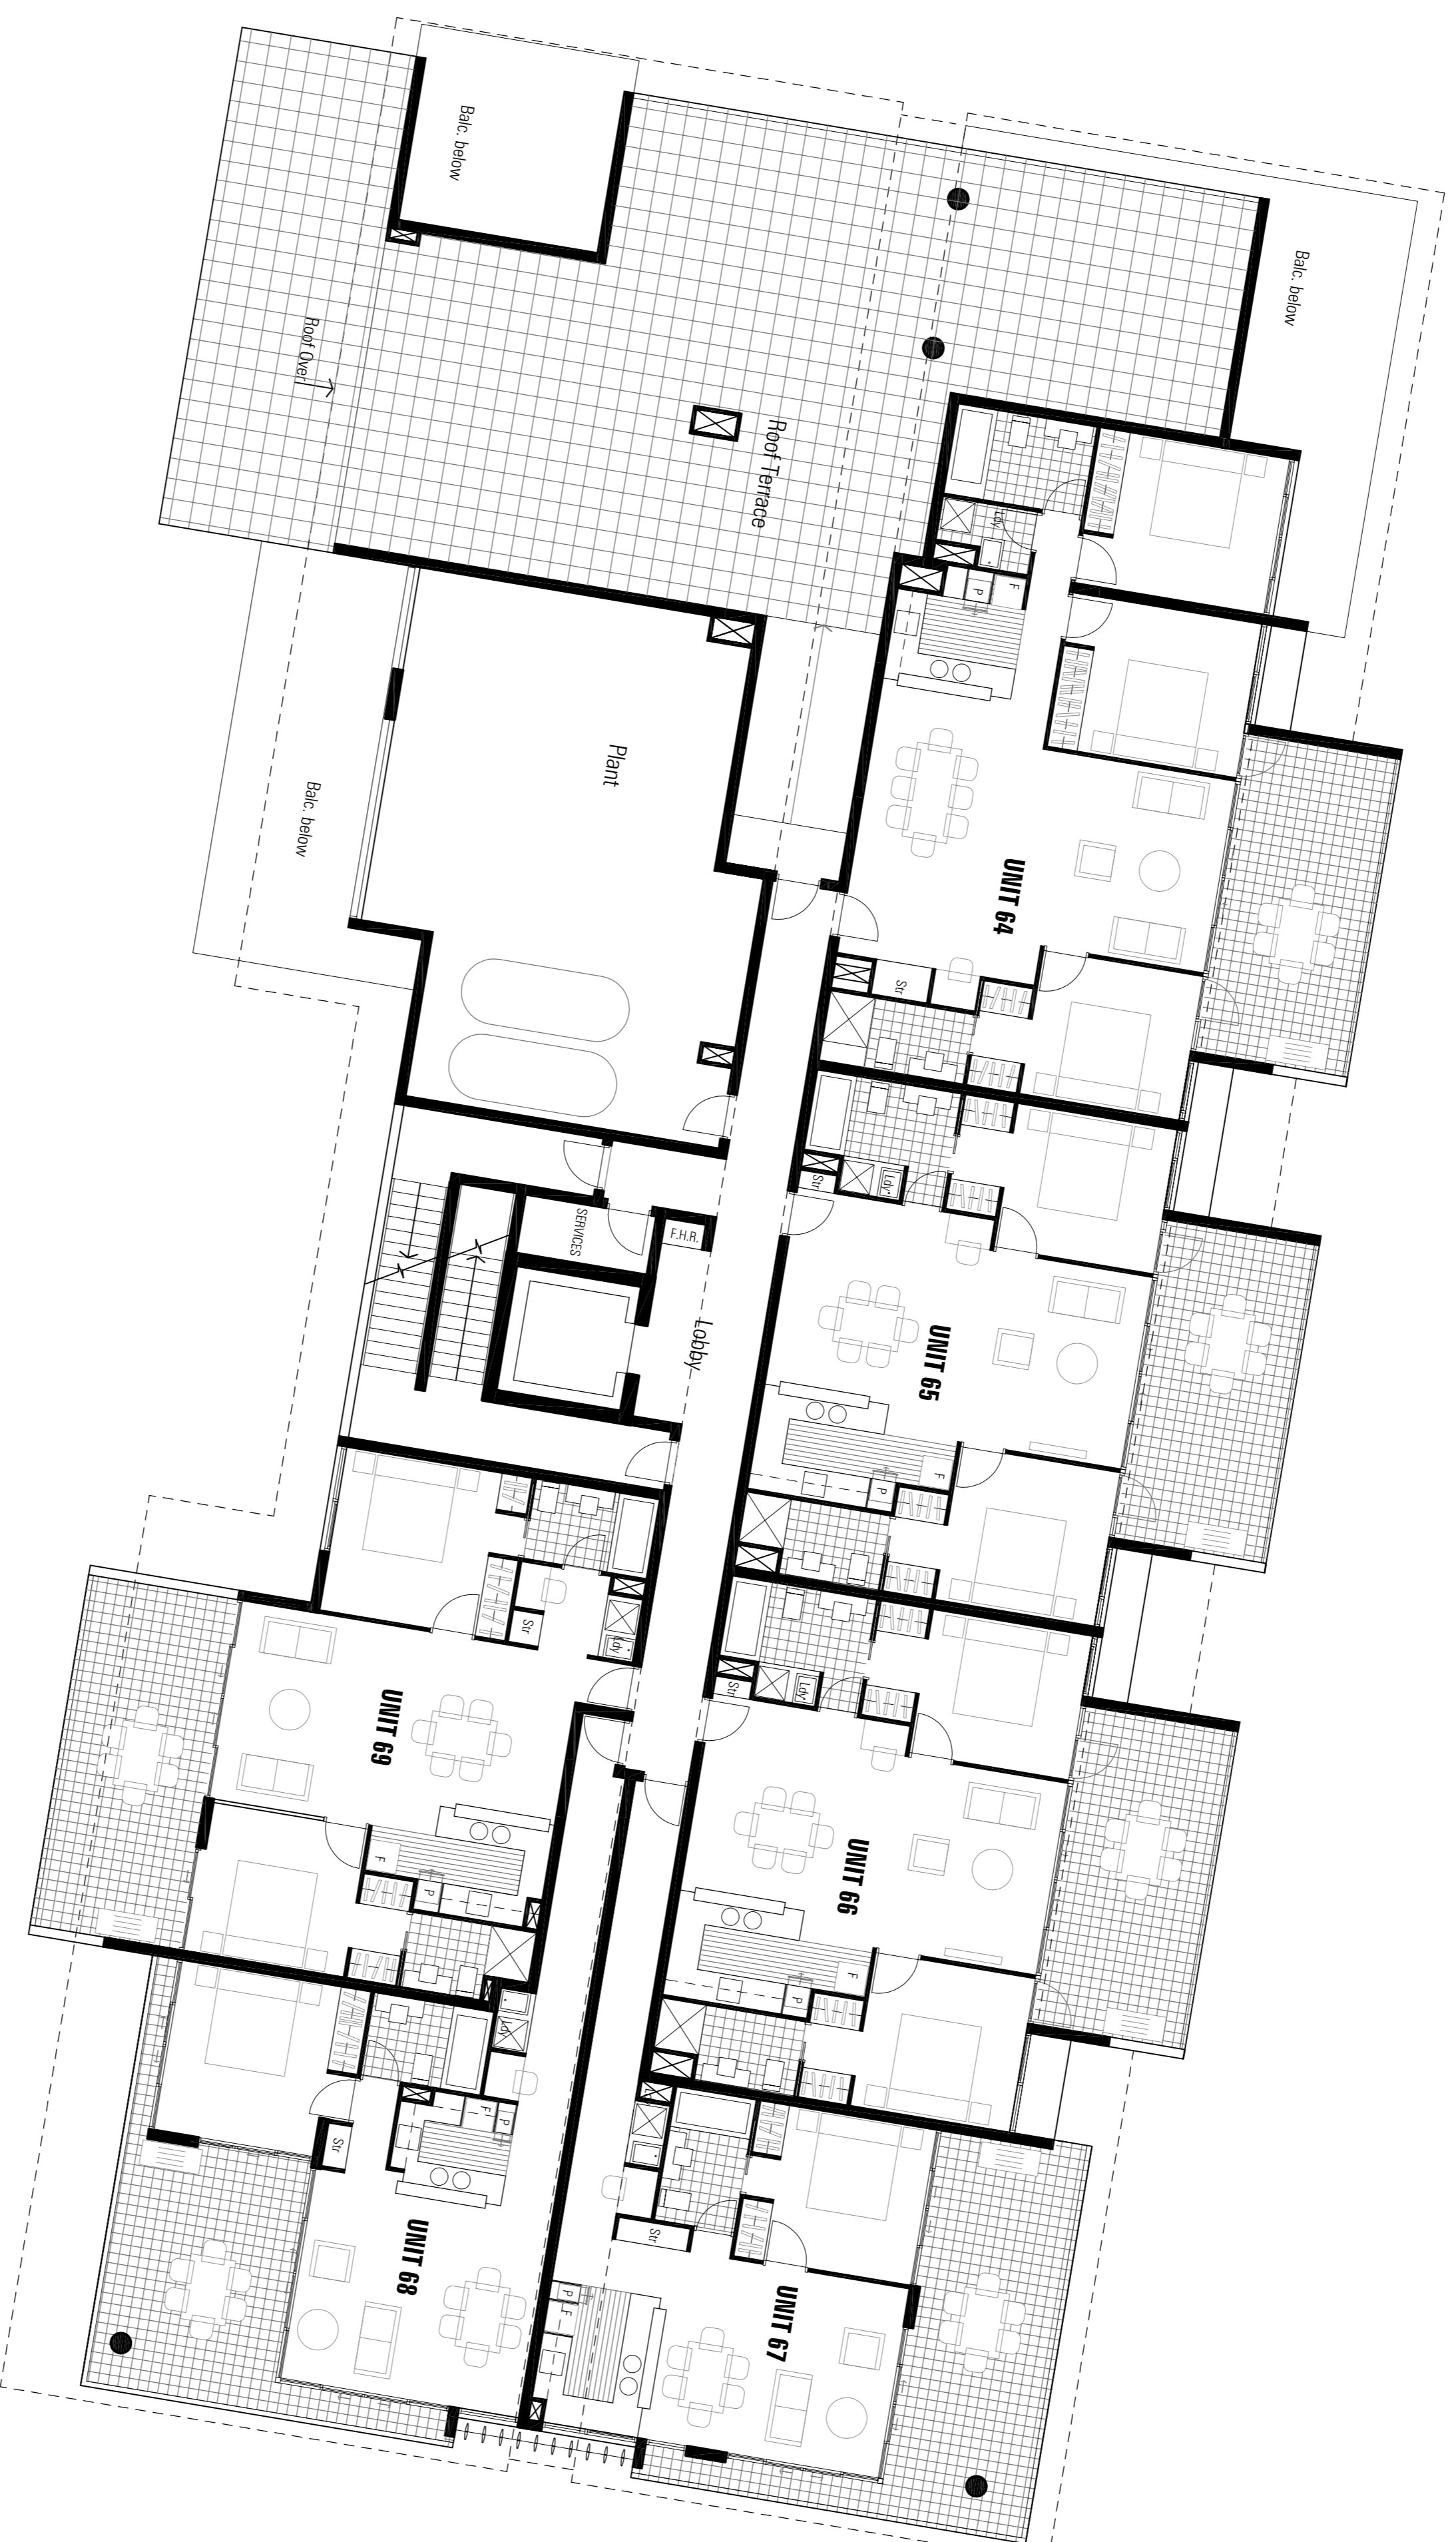 Balc. below
Balc. below
Roof Over
Roof Terrace
Ldy
P
F
Plant
Balc. below
UNIT 64
Str
Str
Ldy
SERVICES
F.H.R.
Lobby
UNIT 65
F
P
Str
Ldy
Str
Ldy
UNIT 69
UNIT 66
F
P
F
P
Ldy
F
P
Str
Str
UNIT 68
UNIT 67
P
F